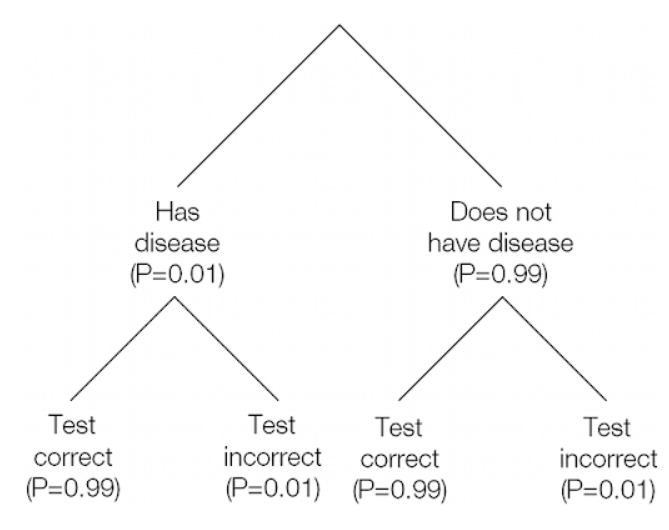 Has
disease
(P=0.01)
Does not
have disease
(P=0.99)
Test
correct
(P=0.99)
Test
incorrect
(P=0.01)
Test
correct
(P=0.99)
Test
incorrect
(P=0.01)